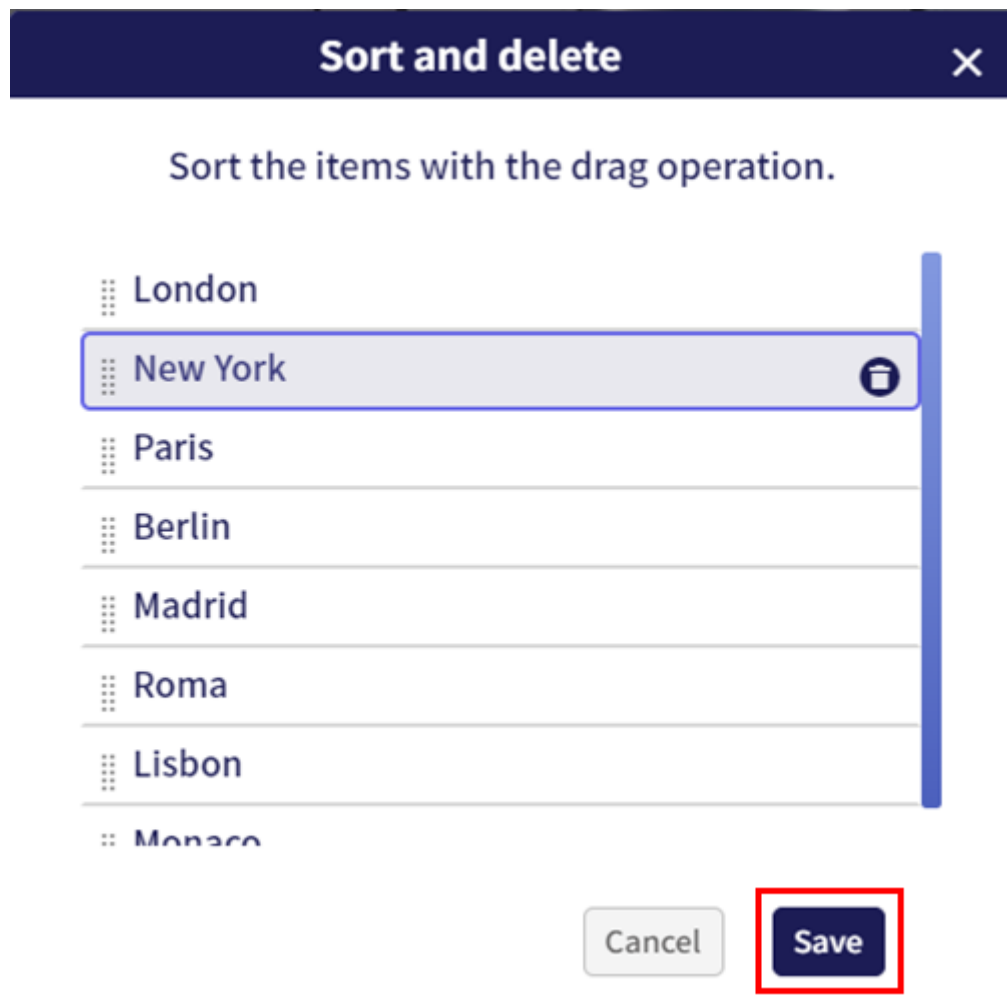 Sort and delete
Sort the items with the drag operation.
London
New York
Paris
Berlin
Madrid
Roma
Lisbon
Monaco
Cancel
Save